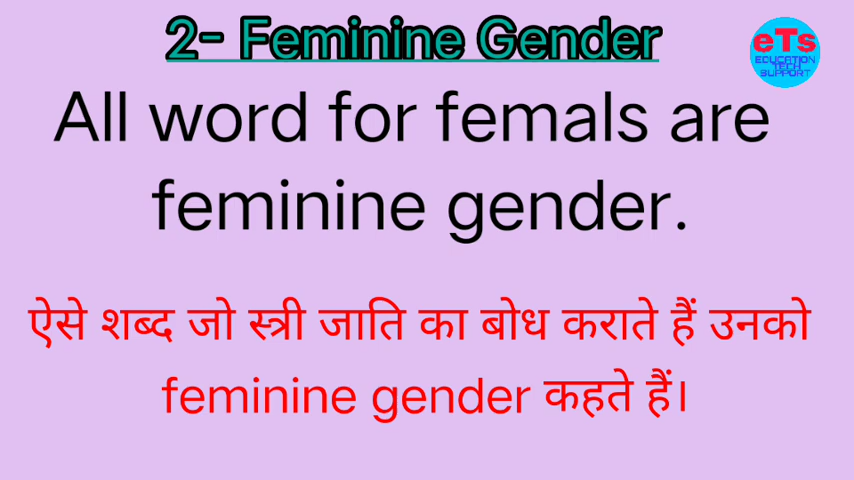 2- Feminine Gender
eTs
EDUCATION
TECH
SUPPORT
All word for femals are
feminine gender.
ऐसे शब्द जो स्त्री जाति का बोध कराते हैं उनको
feminine gender कहते हैं।